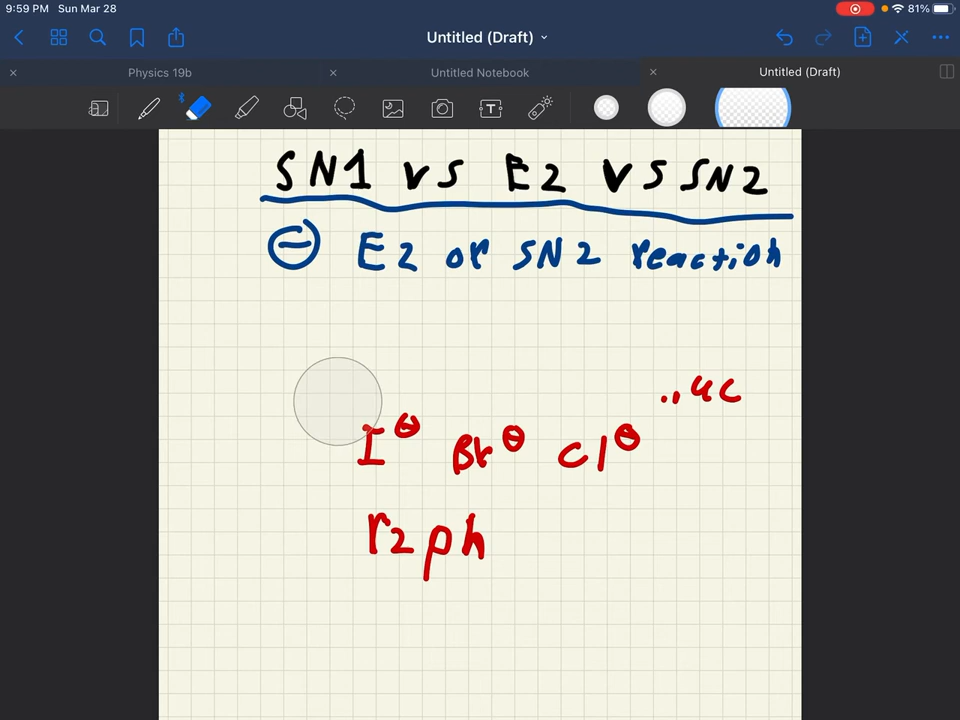 9:59 PM Sun Mar 28 81%
Untitled (Draft)
Physics 19b Untitled Notebook Untitled (Draft)
T
SN1 vs E2 vs SN2
⊖ E2 or SN2 reaction
I⊖ Br⊖ Cl⊖
r2ph